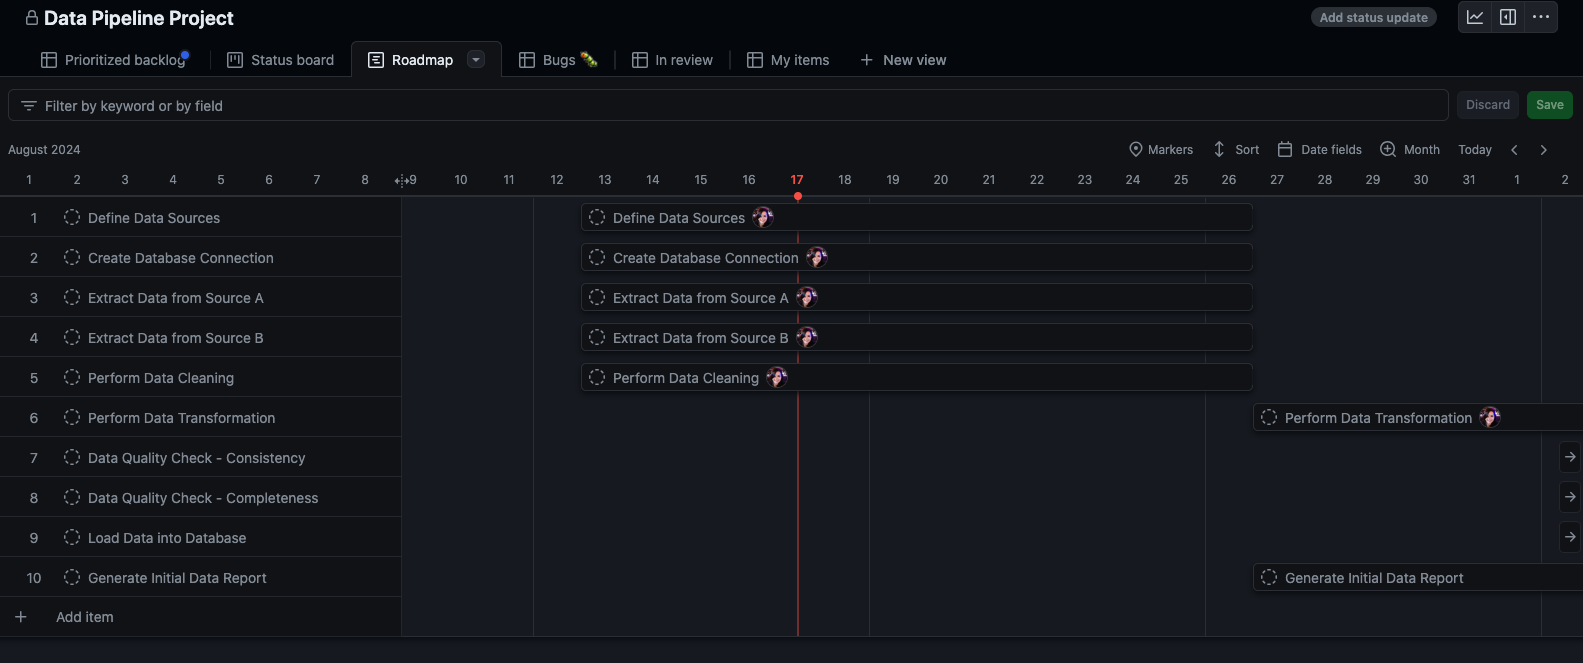 Data Pipeline Project
Add status update
Prioritized backlog Status board Roadmap Bugs In review My items New view
Filter by keyword or by field
Discard Save
August 2024
Markers Sort Date fields Month Today
1 2 3 4 5 6 7 8 9 10 11 12 13 14 15 16 17 18 19 20 21 22 23 24 25 26 27 28 29 30 31 1 2
1 Define Data Sources Define Data Sources
2 Create Database Connection Create Database Connection
3 Extract Data from Source A Extract Data from Source A
4 Extract Data from Source B Extract Data from Source B
5 Perform Data Cleaning Perform Data Cleaning
6 Perform Data Transformation Perform Data Transformation
7 Data Quality Check - Consistency
8 Data Quality Check - Completeness
9 Load Data into Database
10 Generate Initial Data Report Generate Initial Data Report
Add item